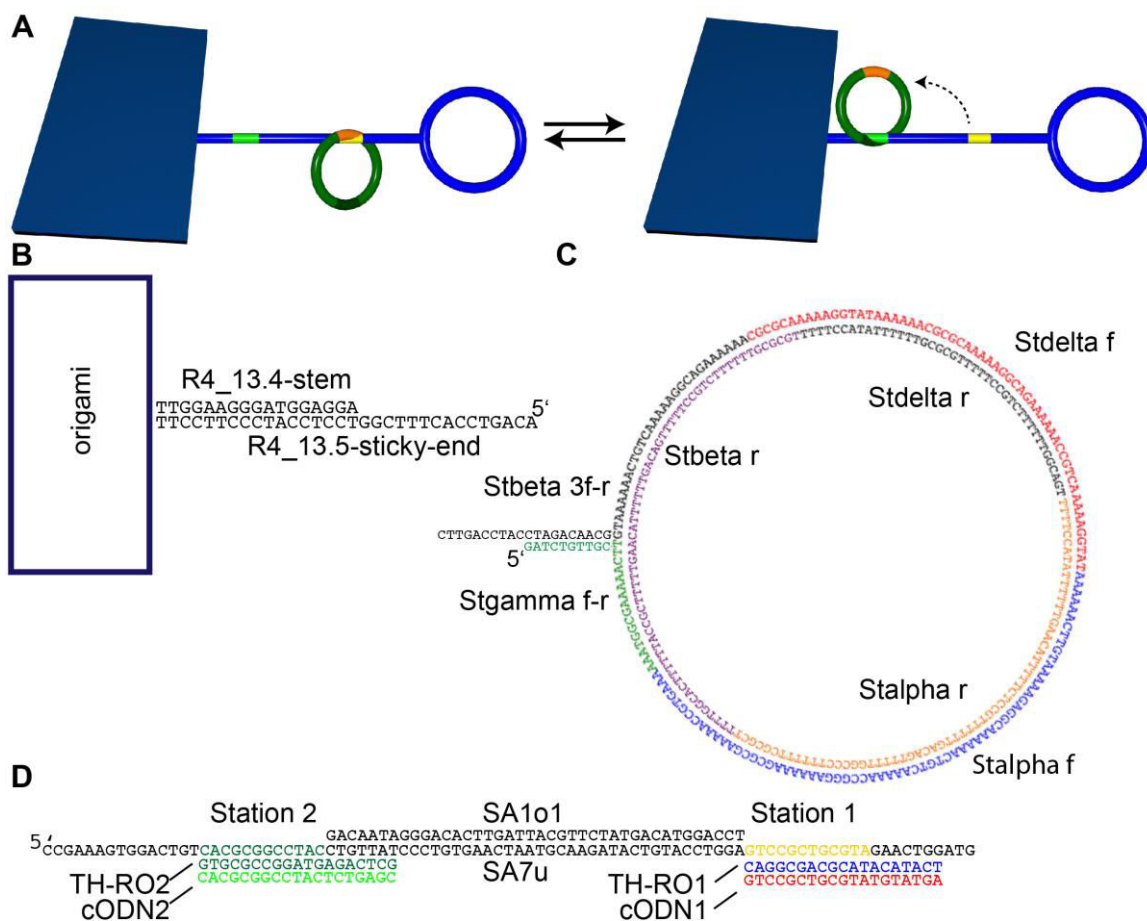 A
B
C
origami
R4_13.4-stem
TTGGAAGGGATGGAGGA
5‘
TTCCTTCCCTACCTCCTGGCTTTCACCTGACA
R4_13.5-sticky-end
Stdelta f
Stdelta r
Stbeta r
Stbeta 3f-r
CTTGACCTACCTAGACAACG
GATCTGTTGC
5‘
Stgamma f-r
Stalpha r
Stalpha f
D
Station 2
SA1o1
Station 1
GACAATAGGGACACTTGATTACGTTCTATGACATGGACCT
5‘
CCGAAAGTGGACTGTCACGCGGCCTACCCTGTTATCCCTGTGAACTAATGCAAGATACTGTACCTGGAGTCCGCTGCGTAGAACTGGATG
GTGCGCCGGATGAGACTCG
SA7u
CAGGCGACGCATACATACT
TH-RO2
CACGCGGCCTACTCTGAGC
TH-RO1
GTCCGCTGCGTATGTATGA
cODN2
cODN1